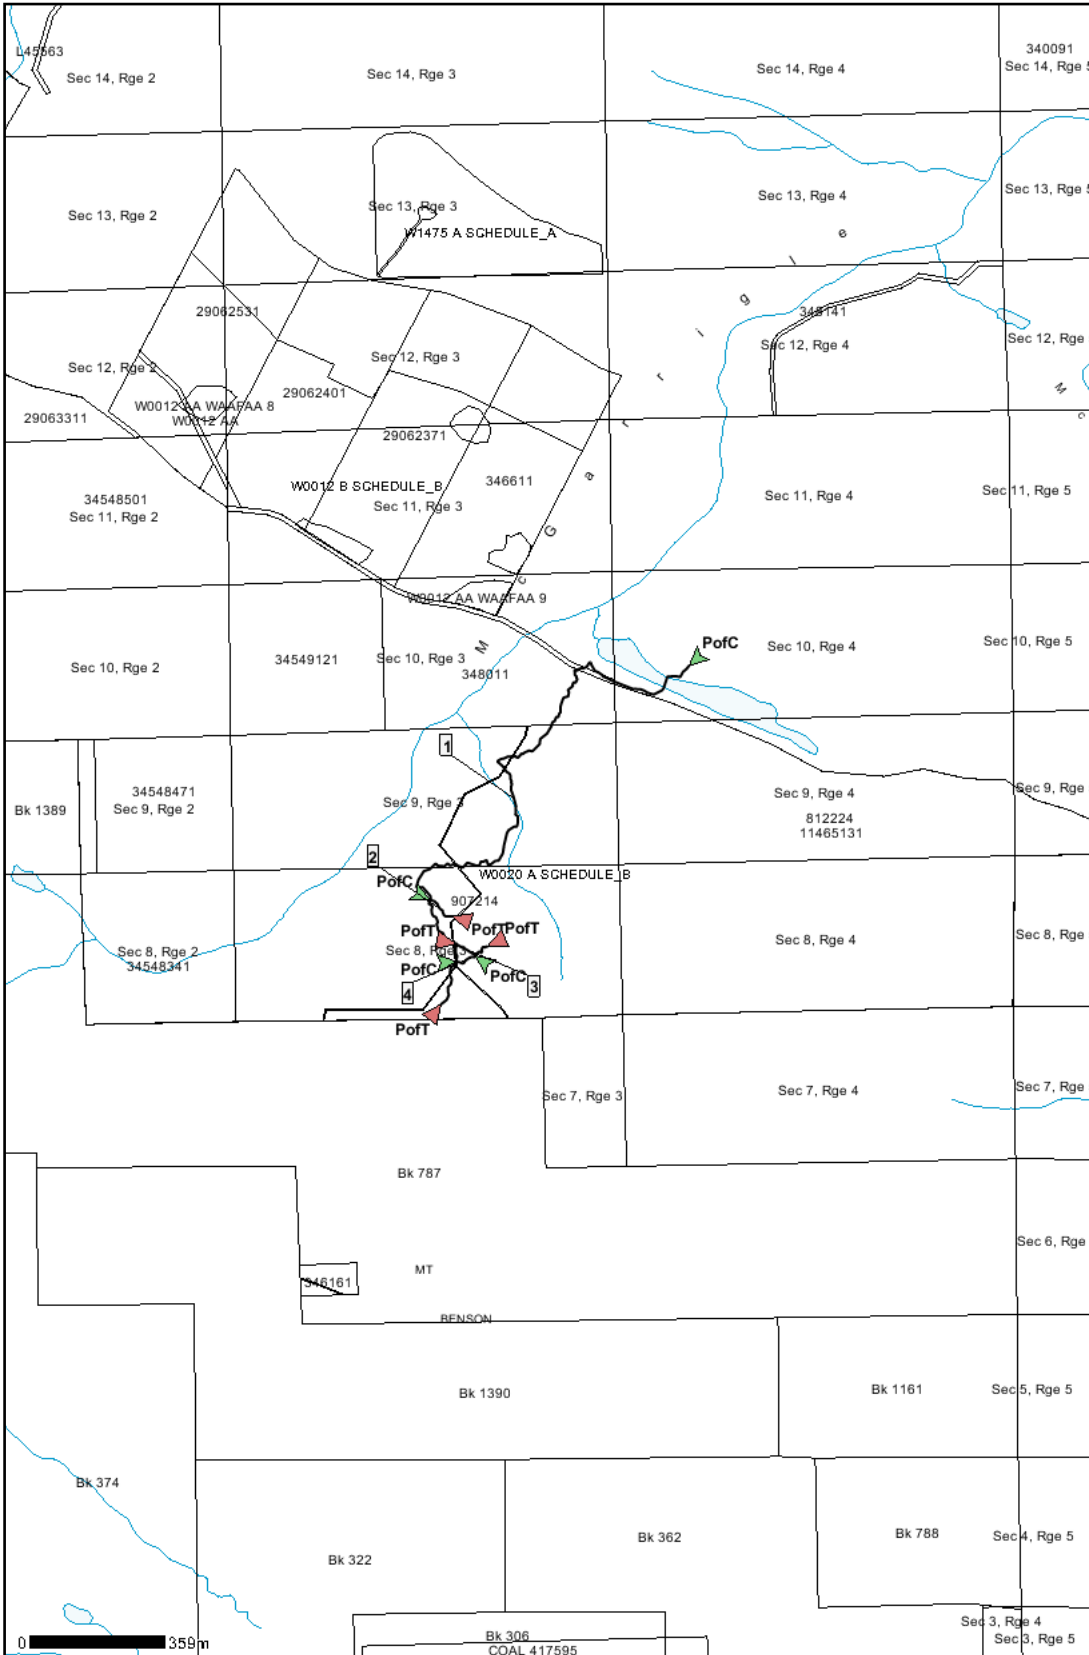 L45563
Sec 14, Rge 2
Sec 14, Rge 3
Sec 14, Rge 4
340091
Sec 14, Rge 5
Sec 13, Rge 2
Sec 13, Rge 3
W1475 A SCHEDULE_A
Sec 13, Rge 4
Sec 13, Rge 5
29062531
348141
Sec 12, Rge 2
Sec 12, Rge 3
Sec 12, Rge 4
Sec 12, Rge
29062401
W0012 AA WAAFAA 8
W0012 AA
29063311
29062371
M c G a r r i g l e
M c
34548501
Sec 11, Rge 2
W0012 B SCHEDULE_B
346611
Sec 11, Rge 3
Sec 11, Rge 4
Sec 11, Rge 5
W0012 AA WAAFAA 9
Sec 10, Rge 2
34549121
Sec 10, Rge 3
348011
PofC
Sec 10, Rge 4
Sec 10, Rge 5
1
34548471
Sec 9, Rge 2
Bk 1389
Sec 9, Rge 3
Sec 9, Rge 4
812224
11465131
Sec 9, Rge
2
PofC
W0020 A SCHEDULE_B
907214
PofT
PofT
PofT
Sec 8, Rge 2
34548341
Sec 8, Rge 3
Sec 8, Rge 4
Sec 8, Rge
PofC
PofC
4
3
PofT
Sec 7, Rge 3
Sec 7, Rge 4
Sec 7, Rge
Bk 787
Sec 6, Rge
MT
346161
BENSON
Bk 1390
Bk 1161
Sec 5, Rge 5
Bk 374
Bk 322
Bk 362
Bk 788
Sec 4, Rge 5
Sec 3, Rge 4
Sec 3, Rge 5
Bk 306
COAL 417595
0
359m